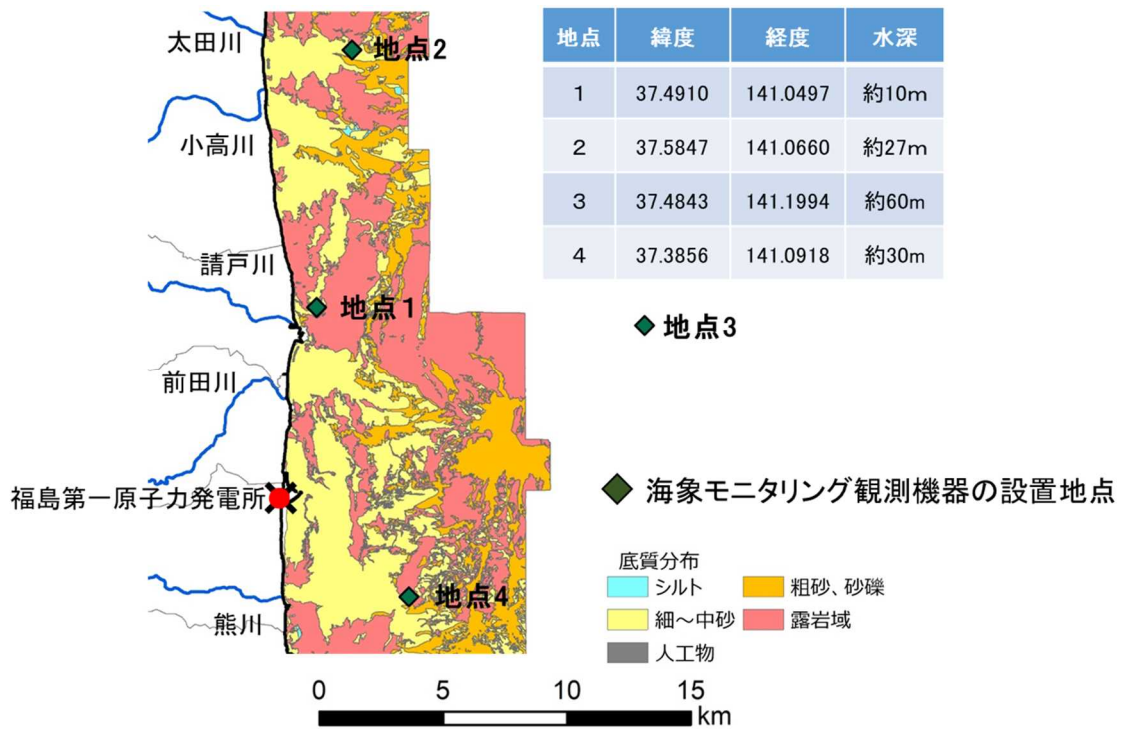 太田川
地点2
小高川
請戸川
地点1
前田川
福島第一原子力発電所
地点4
熊川
地点 緯度 経度 水深
1 37.4910 141.0497 約10m
2 37.5847 141.0660 約27m
3 37.4843 141.1994 約60m
4 37.3856 141.0918 約30m
地点3
海象モニタリング観測機器の設置地点
底質分布
シルト 粗砂、砂礫
細～中砂 露岩域
人工物
0 5 10 15
km